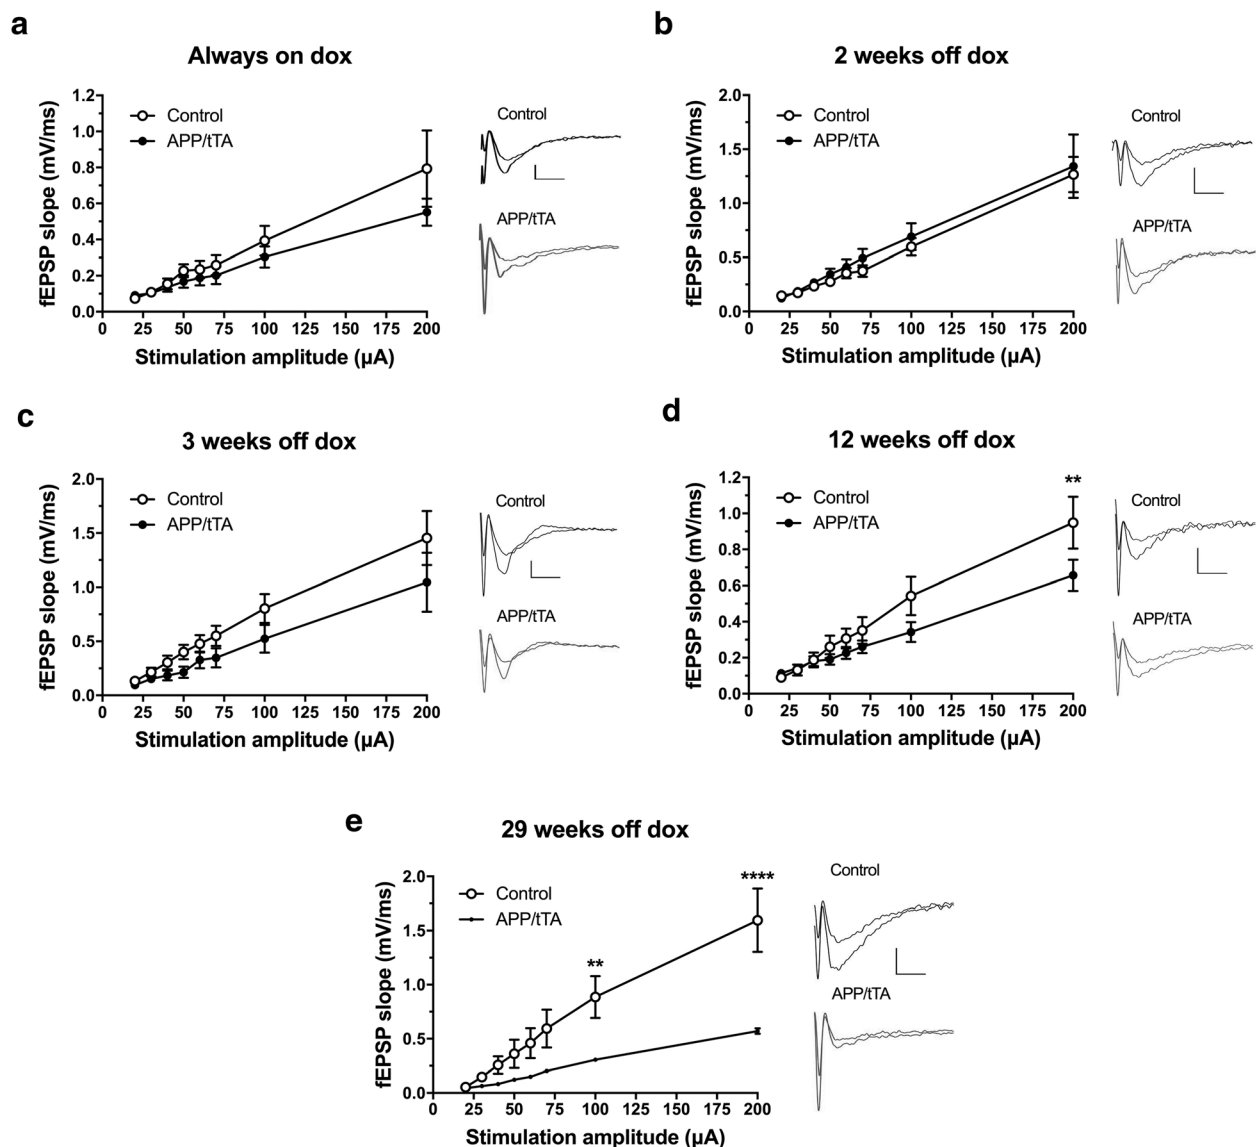 a
Always on dox
fEPSP slope (mV/ms)
1.2
1.0
0.8
0.6
0.4
0.2
0.0
Control
APP/tTA
0 25 50 75 100 125 150 175 200
Stimulation amplitude (µA)
Control
APP/tTA
b
2 weeks off dox
fEPSP slope (mV/ms)
2.0
1.5
1.0
0.5
0.0
Control
APP/tTA
0 25 50 75 100 125 150 175 200
Stimulation amplitude (µA)
Control
APP/tTA
c
3 weeks off dox
fEPSP slope (mV/ms)
2.0
1.5
1.0
0.5
0.0
Control
APP/tTA
0 25 50 75 100 125 150 175 200
Stimulation amplitude (µA)
Control
APP/tTA
d
12 weeks off dox
fEPSP slope (mV/ms)
1.2
1.0
0.8
0.6
0.4
0.2
0.0
Control
APP/tTA
**
0 25 50 75 100 125 150 175 200
Stimulation amplitude (µA)
Control
APP/tTA
e
29 weeks off dox
fEPSP slope (mV/ms)
2.0
1.5
1.0
0.5
0.0
Control
APP/tTA
**
****
0 25 50 75 100 125 150 175 200
Stimulation amplitude (µA)
Control
APP/tTA